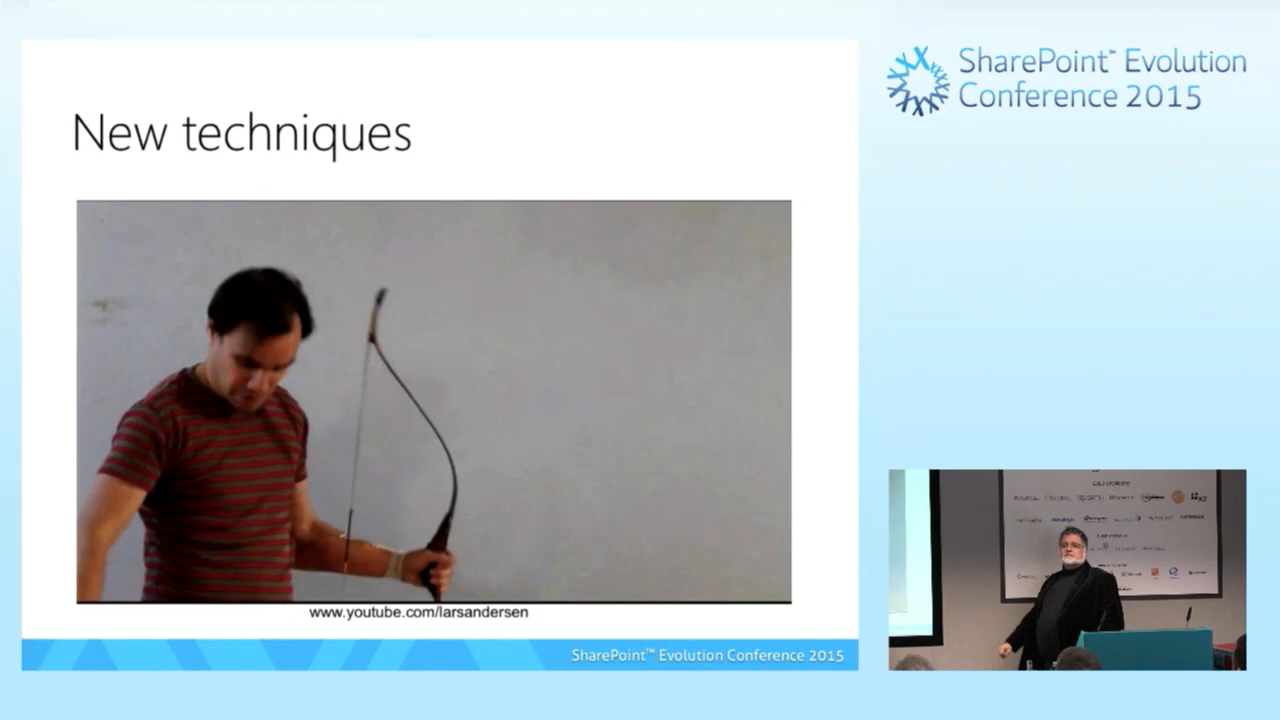 SharePoint™ Evolution
Conference 2015
New techniques
www.youtube.com/larsandersen
SharePoint™ Evolution Conference 2015